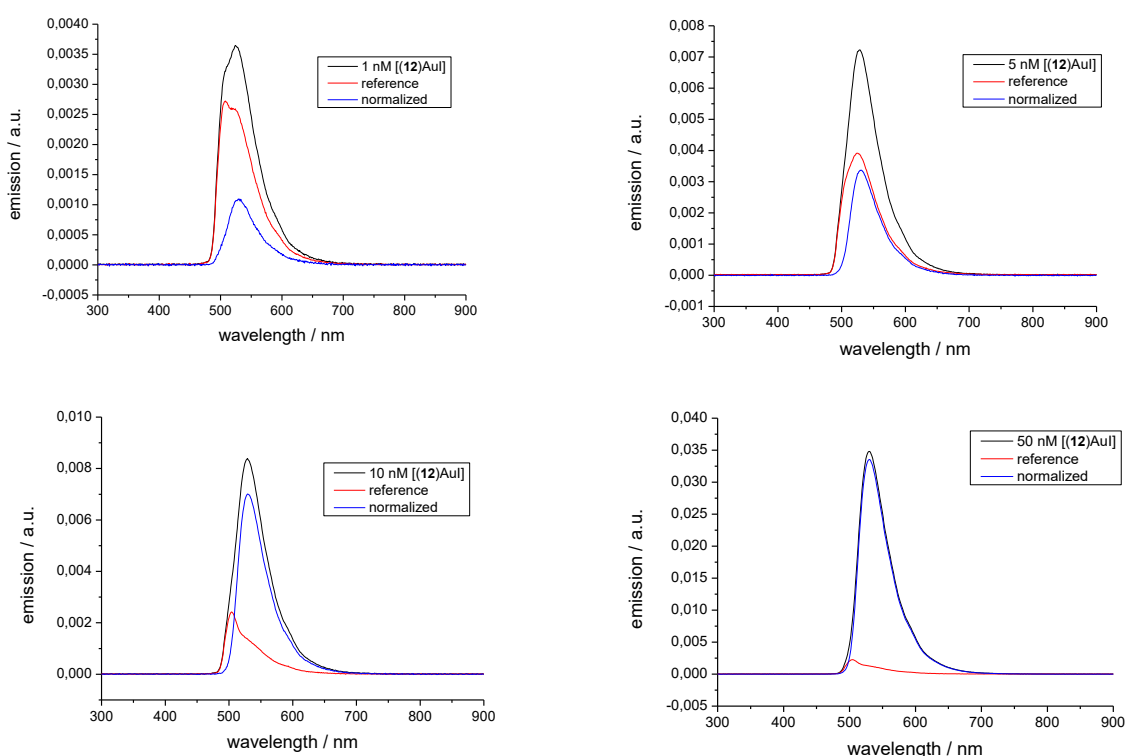 0,0040
0,0035
0,0030
0,0025
0,0020
0,0015
0,0010
0,0005
0,0000
-0,0005
emission / a.u.
1 nM [(12)AuI]
reference
normalized
300 400 500 600 700 800 900
wavelength / nm
0,008
0,007
0,006
0,005
0,004
0,003
0,002
0,001
0,000
-0,001
emission / a.u.
5 nM [(12)AuI]
reference
normalized
300 400 500 600 700 800 900
wavelength / nm
0,010
0,008
0,006
0,004
0,002
0,000
emission / a.u.
10 nM [(12)AuI]
reference
normalized
300 400 500 600 700 800 900
wavelength / nm
0,040
0,035
0,030
0,025
0,020
0,015
0,010
0,005
0,000
-0,005
emission / a.u.
50 nM [(12)AuI]
reference
normalized
300 400 500 600 700 800 900
wavelength / nm